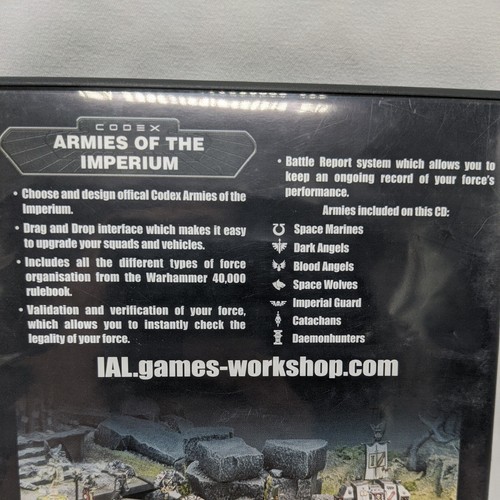 CODEX
ARMIES OF THE
IMPERIUM
• Choose and design offical Codex Armies of the
Imperium.
• Drag and Drop interface which makes it easy
to upgrade your squads and vehicles.
• Includes all the different types of force
organisation from the Warhammer 40,000
rulebook.
• Validation and verification of your force,
which allows you to instantly check the
legality of your force.
• Battle Report system which allows you to
keep an ongoing record of your force's
performance.
Armies included on this CD:
Space Marines
Dark Angels
Blood Angels
Space Wolves
Imperial Guard
Catachans
Daemonhunters
IAL.games-workshop.com